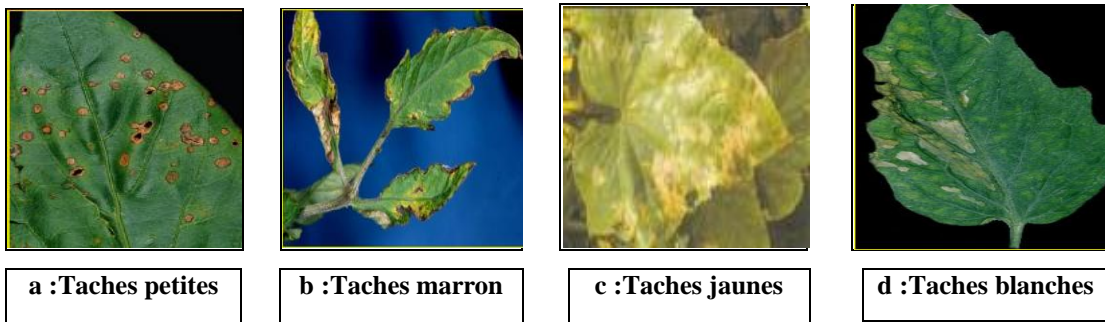 a :Taches petites
b :Taches marron
c :Taches jaunes
d :Taches blanches